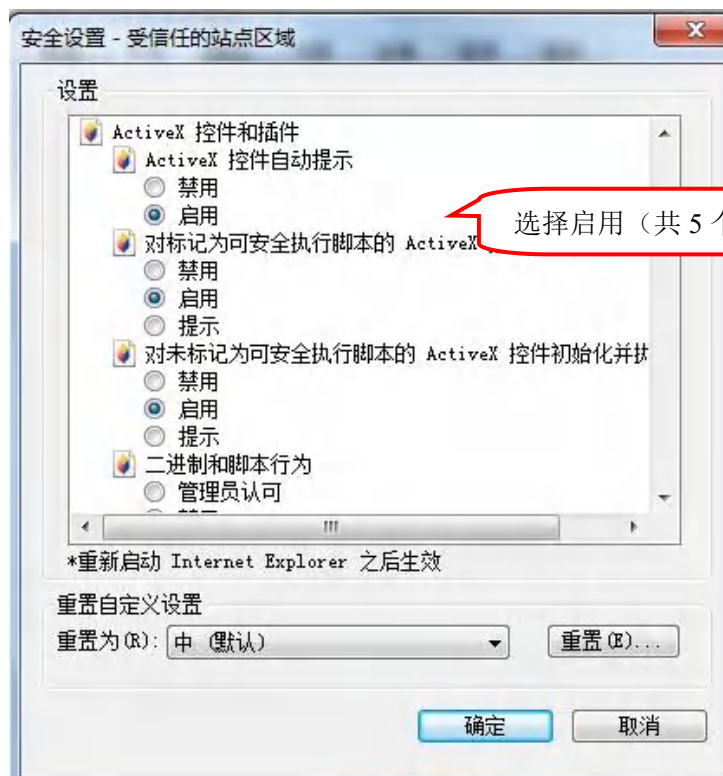 安全设置 - 受信任的站点区域
设置
ActiveX 控件和插件
ActiveX 控件自动提示
禁用
启用
选择启用（共 5 个
对标记为可安全执行脚本的 ActiveX
禁用
启用
提示
对未标记为可安全执行脚本的 ActiveX 控件初始化并执
禁用
启用
提示
二进制和脚本行为
管理员认可
*重新启动 Internet Explorer 之后生效
重置自定义设置
重置为(R): 中 (默认) 重置(E)...
确定 取消